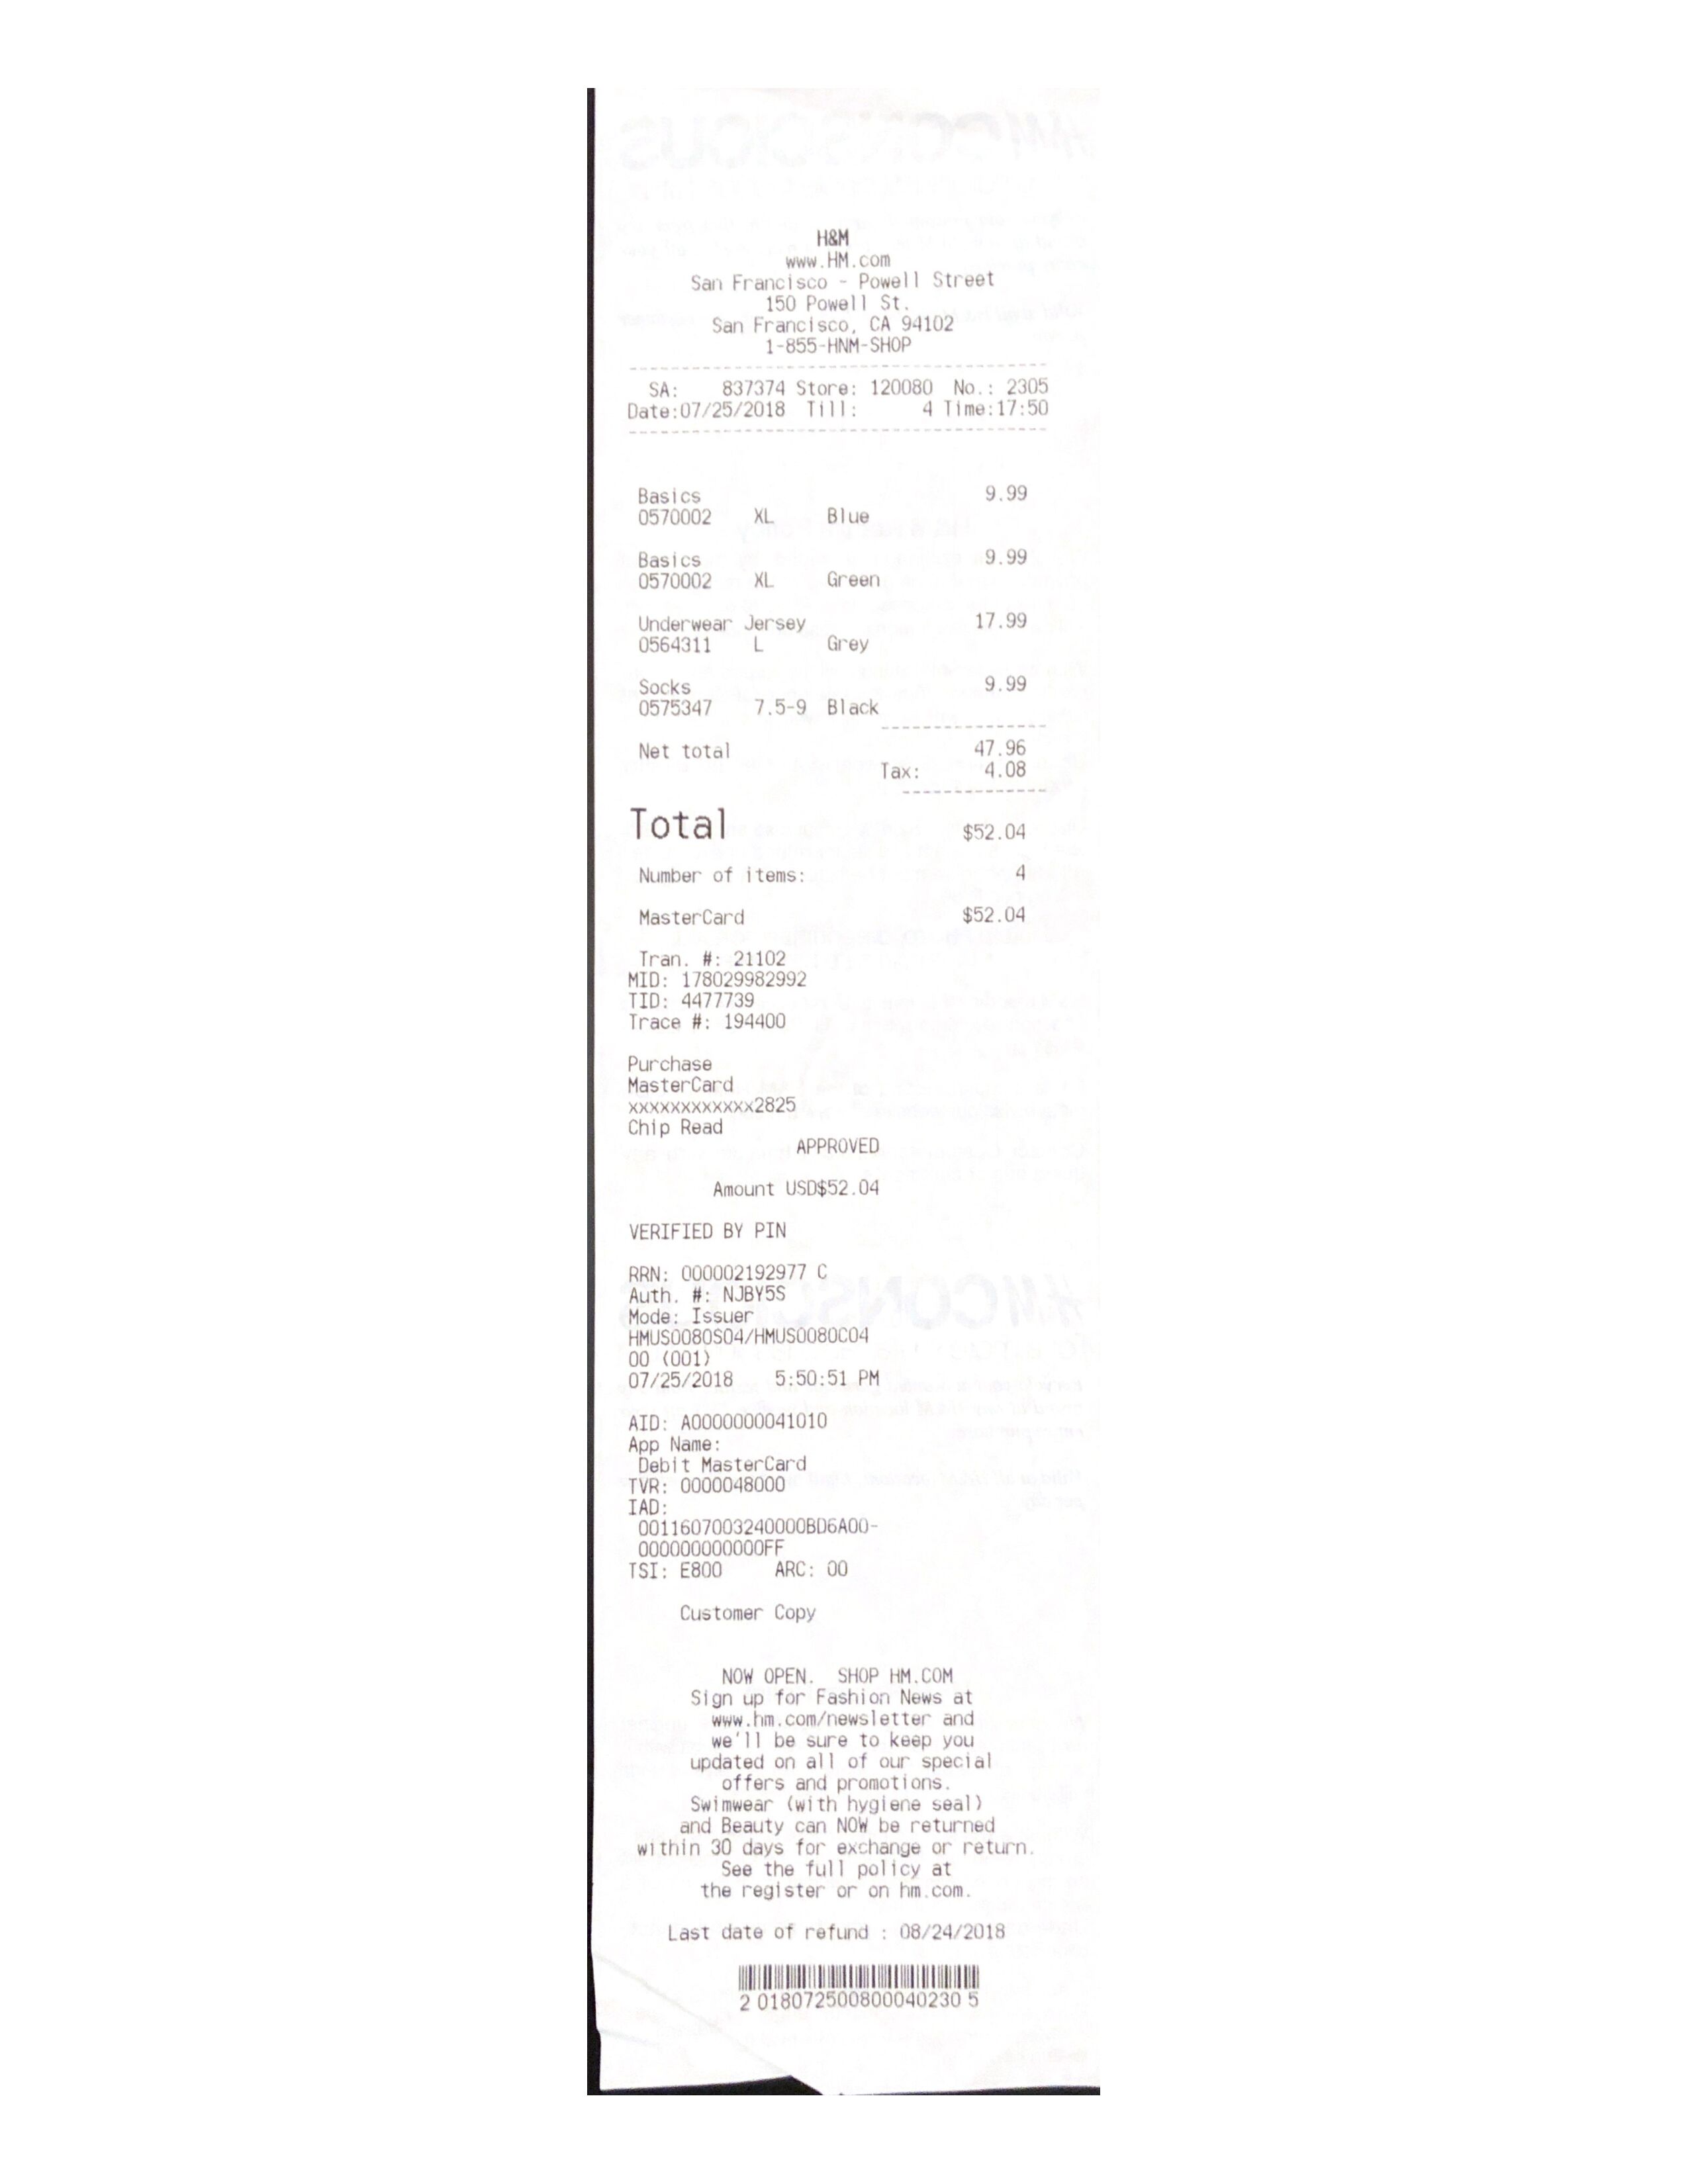 H&M
www.HM.com
San Francisco - Powell Street
150 Powell St.
San Francisco, CA 94102
1-855-HNM-SHOP
SA: 837374 Store: 120080 No.: 2305
Date:07/25/2018 Till: 4 Time:17:50
Basics 9.99
0570002 XL Blue
Basics 9.99
0570002 XL Green
Underwear Jersey 17.99
0564311 L Grey
Socks 9.99
0575347 7.5-9 Black
Net total 47.96
Tax: 4.08
Total $52.04
Number of items: 4
MasterCard $52.04
Tran. #: 21102
MID: 178029982992
TID: 4477739
Trace #: 194400
Purchase
MasterCard
xxxxxxxxxxxx2825
Chip Read
APPROVED
Amount USD$52.04
VERIFIED BY PIN
RRN: 000002192977 C
Auth. #: NJBY5S
Mode: Issuer
HMUS0080S04/HMUS0080C04
00 (001)
07/25/2018 5:50:51 PM
AID: A0000000041010
App Name:
Debit MasterCard
TVR: 0000048000
IAD:
0011607003240000BD6A00-
000000000000FF
TSI: E800 ARC: 00
Customer Copy
NOW OPEN. SHOP HM.COM
Sign up for Fashion News at
www.hm.com/newsletter and
we'll be sure to keep you
updated on all of our special
offers and promotions.
Swimwear (with hygiene seal)
and Beauty can NOW be returned
within 30 days for exchange or return.
See the full policy at
the register or on hm.com.
Last date of refund : 08/24/2018
2 018072500800040230 5